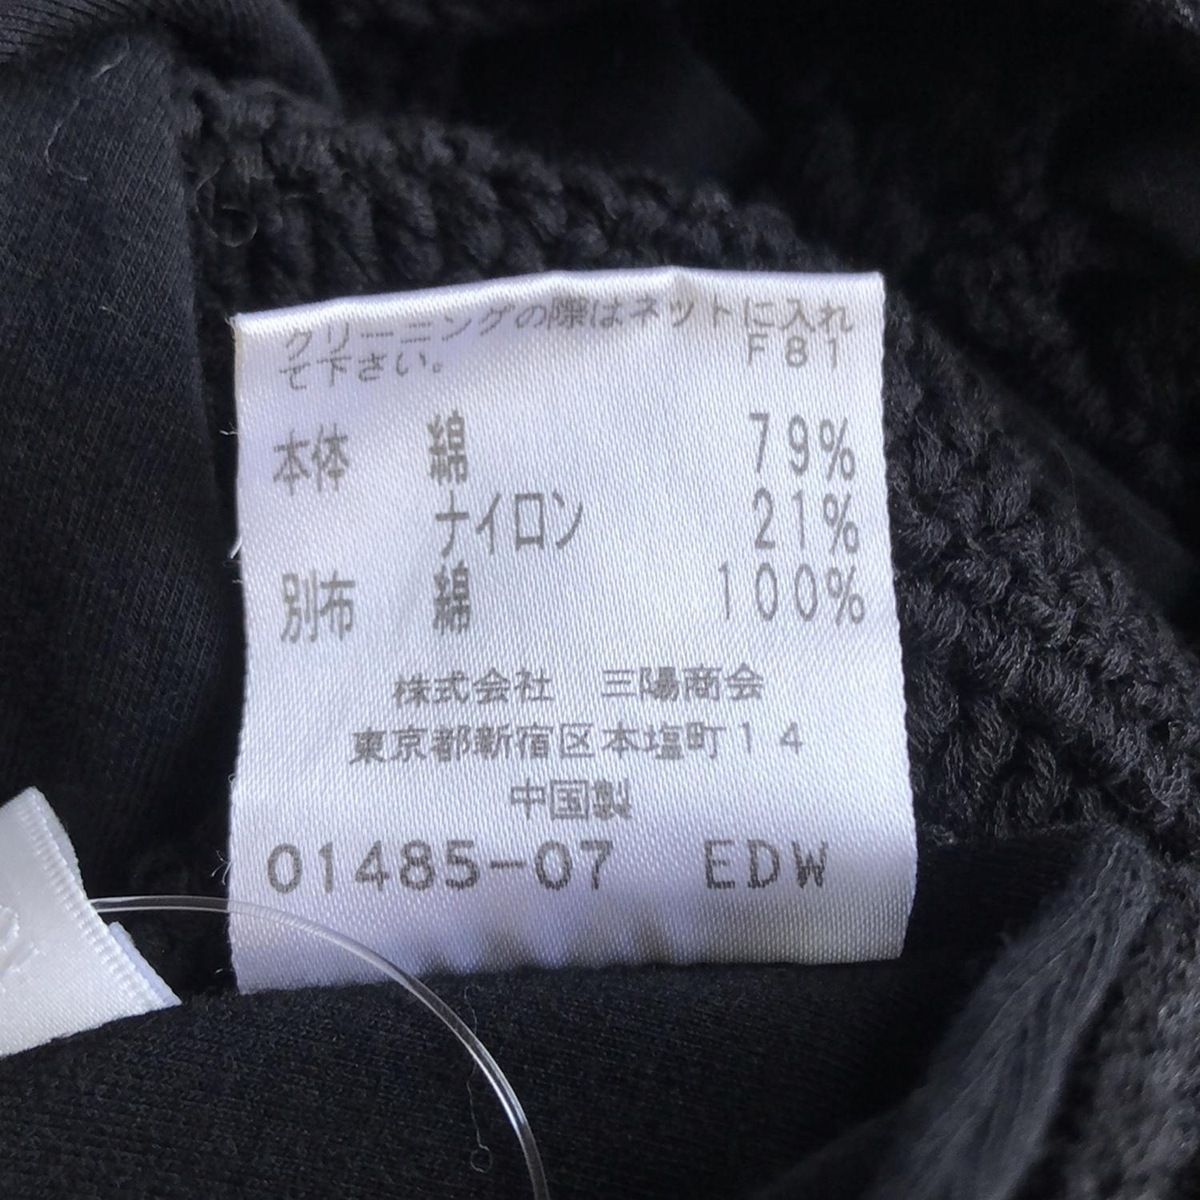 クリーニングの際はネットに入れ
て下さい。 F81
本体 綿 79%
ナイロン 21%
別布 綿 100%
株式会社 三陽商会
東京都新宿区本塩町14
中国製
01485-07 EDW